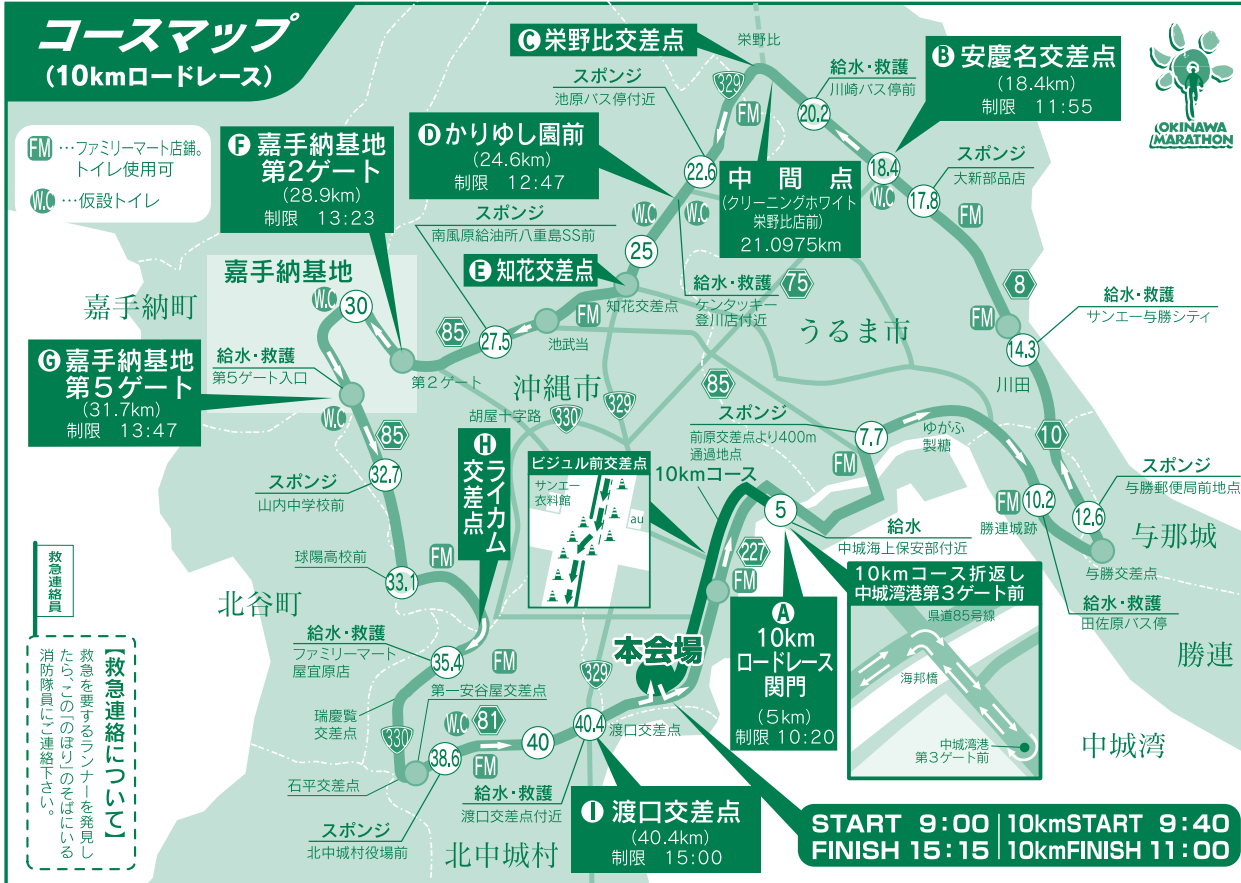 コースマップ
(10kmロードレース)
FM …ファミリーマート店舗。
トイレ使用可
W.C …仮設トイレ
OKINAWA
MARATHON
C 栄野比交差点
栄野比
B 安慶名交差点
(18.4km)
制限 11:55
給水・救護
川崎バス停前
20.2
スポンジ
池原バス停付近
329
FM
22.6
18.4
W.C
スポンジ
大新部品店
17.8
FM
D かりゆし園前
(24.6km)
制限 12:47
中間点
(クリーニングホワイト
栄野比店前)
21.0975km
F 嘉手納基地
第2ゲート
(28.9km)
制限 13:23
スポンジ
南風原給油所八重島SS前
W.C
W.C
25
E 知花交差点
知花交差点
給水・救護
ケンタッキー
登川店付近
75
8
給水・救護
サンエー与勝シティ
FM
14.3
川田
うるま市
嘉手納基地
W.C
30
嘉手納町
85
27.5
池武当
FM
第2ゲート
沖縄市
G 嘉手納基地
第5ゲート
(31.7km)
制限 13:47
給水・救護
第5ゲート入口
W.C
85
胡屋十字路
330
329
85
スポンジ
前原交差点より400m
通過地点
7.7
FM
ゆがふ
製糖
10
32.7
スポンジ
山内中学校前
H ライカム
交差点
ビジュル前交差点
サンエー
衣料館
au
10kmコース
5
給水
中城海上保安部付近
FM
10.2
勝連城跡
12.6
スポンジ
与勝郵便局前地点
与那城
与勝交差点
給水・救護
田佐原バス停
勝連
球陽高校前
33.1
FM
北谷町
227
FM
A
10km
ロードレース
関門
(5km)
制限 10:20
10kmコース折返し
中城湾港第3ゲート前
県道85号線
海邦橋
中城湾港
第3ゲート前
中城湾
給水・救護
ファミリーマート
屋宜原店
35.4
FM
第一安谷屋交差点
瑞慶覧
交差点
330
石平交差点
W.C
81
38.6
FM
40
スポンジ
北中城村役場前
329
本会場
40.4
渡口交差点
給水・救護
渡口交差点付近
北中城村
I 渡口交差点
(40.4km)
制限 15:00
救急連絡員
【救急連絡について】
救急を要するランナーを発見し
たら、この「のぼり」のそばにいる
消防隊員にご連絡下さい。
START 9:00 | 10kmSTART 9:40
FINISH 15:15 | 10kmFINISH 11:00